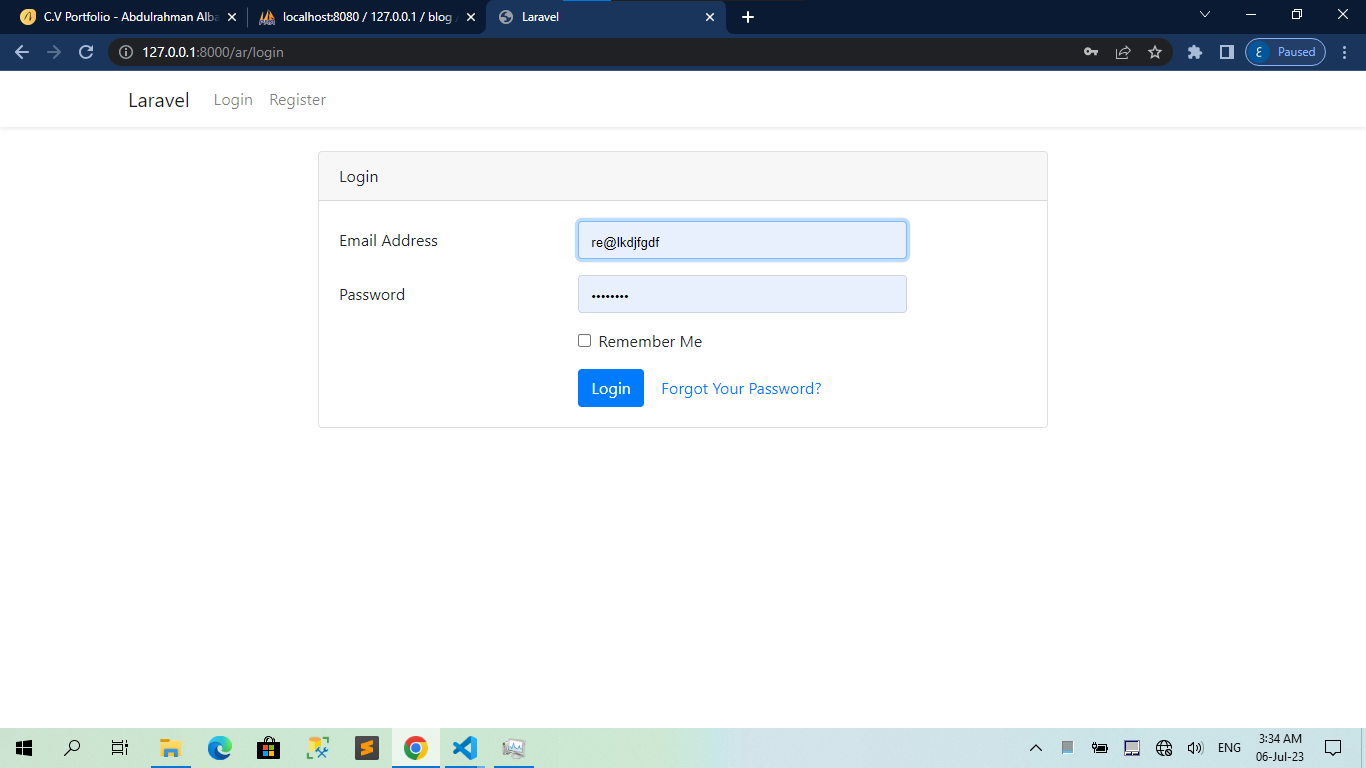 C.V Portfolio - Abdulrahman Alba
localhost:8080 / 127.0.0.1 / blog
Laravel
127.0.0.1:8000/ar/login
Paused
Laravel
Login
Register
Login
Email Address
re@lkdjfgdf
Password
Remember Me
Login
Forgot Your Password?
ENG
3:34 AM
06-Jul-23